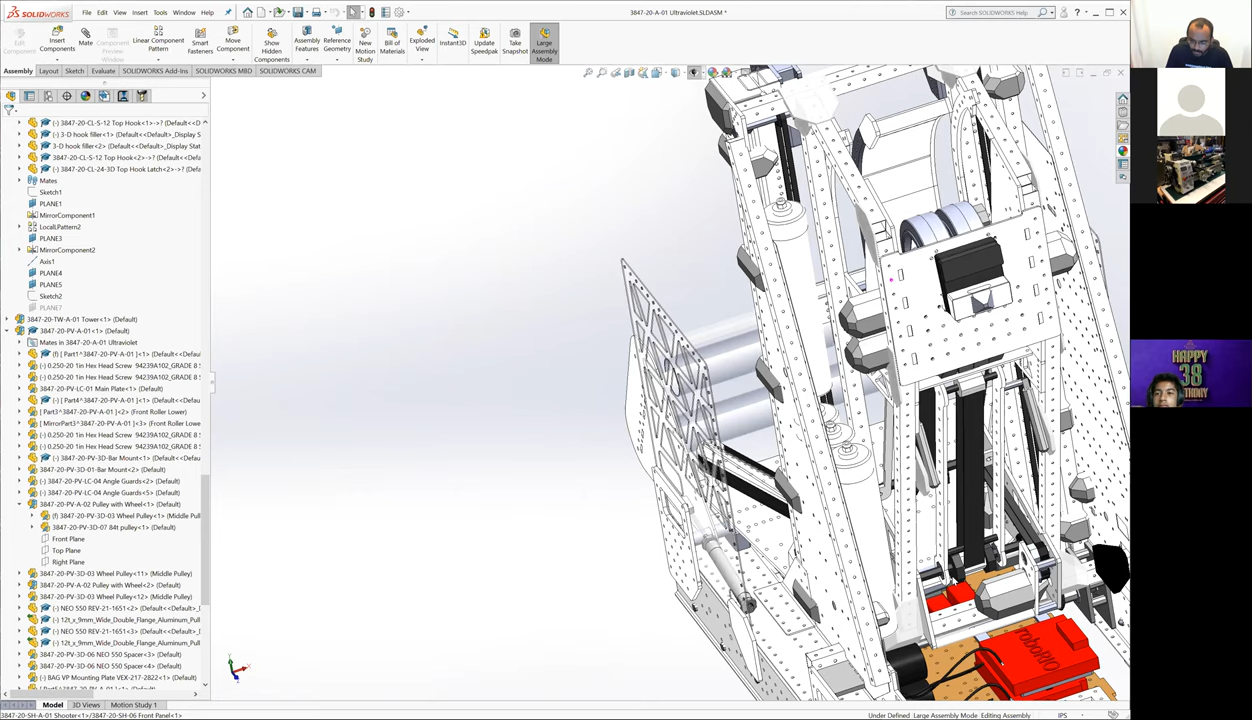 SOLIDWORKS
File Edit View Insert Tools Window
3847-20-A-01 Ultraviolet.SLDASM *
Search SOLIDWORKS Help
Edit Component
Insert Components
Mate
Component Preview Window
Linear Component Pattern
Smart Fasteners
Move Component
Show Hidden Components
Assembly Features
Reference Geometry
New Motion Study
Bill of Materials
Exploded View
Instant3D
Update Speedpak
Take Snapshot
Large Assembly Mode
Assembly Layout Sketch Evaluate SOLIDWORKS Add-Ins SOLIDWORKS MBD SOLIDWORKS CAM
(-) 3847-20-CL-S-12 Top Hook<1>->? (Default<<D
(-) 3-D hook filler<1> (Default<<Default>_Display S
3-D hook filler<2> (Default<<Default>_Display Stat
3847-20-CL-S-12 Top Hook<2>->? (Default<<Defa
(-) 3847-20-CL-24-3D Top Hook Latch<2>->? (Def
Mates
Sketch1
PLANE1
MirrorComponent1
LocalLPattern2
PLANE3
MirrorComponent2
Axis1
PLANE4
PLANE5
Sketch2
PLANE7
3847-20-TW-A-01 Tower<1> (Default)
3847-20-PV-A-01<1> (Default)
Mates in 3847-20-A-01 Ultraviolet
(f) [ Part1^3847-20-PV-A-01 ]<1> (Default<<Defau
(-) 0.250-20 1in Hex Head Screw 94239A102_GRADE 8 S
(-) 0.250-20 1in Hex Head Screw 94239A102_GRADE 8 S
3847-20-PV-LC-01 Main Plate<1> (Default)
(-) [ Part4^3847-20-PV-A-01 ]<1> (Default<<Defau
[ Part3^3847-20-PV-A-01 ]<2> (Front Roller Lower)
[ MirrorPart3^3847-20-PV-A-01 ]<3> (Front Roller
(-) 0.250-20 1in Hex Head Screw 94239A102_GRADE 8 S
(-) 0.250-20 1in Hex Head Screw 94239A102_GRADE 8 S
(-) 3847-20-PV-3D-Bar Mount<1> (Default<<Defaul
3847-20-PV-3D-01-Bar Mount<2> (Default)
(-) 3847-20-PV-LC-04 Angle Guards<2> (Default)
(-) 3847-20-PV-LC-04 Angle Guards<5> (Default)
3847-20-PV-A-02 Pulley with Wheel<1> (Default)
(f) 3847-20-PV-3D-03 Wheel Pulley<1> (Middle Pull
3847-20-PV-3D-07 84t pulley<1> (Default)
Front Plane
Top Plane
Right Plane
3847-20-PV-3D-03 Wheel Pulley<11> (Middle Pulley)
3847-20-PV-A-02 Pulley with Wheel<2> (Default)
3847-20-PV-3D-03 Wheel Pulley<12> (Middle Pulley)
(-) NEO 550 REV-21-1651<2> (Default<<Default>_
(-) 12t_x_9mm_Wide_Double_Flange_Aluminum_Pull
(-) NEO 550 REV-21-1651<3> (Default<<Default>_
(-) 12t_x_9mm_Wide_Double_Flange_Aluminum_Pull
3847-20-PV-3D-06 NEO 550 Spacer<3> (Default)
3847-20-PV-3D-06 NEO 550 Spacer<4> (Default)
(-) BAG VP Mounting Plate VEX-217-2822<1> (Default)
roboRIO
HAPPY
38
Model 3D Views Motion Study 1
3847-20-SH-A-01 Shooter<1>/3847-20-SH-06 Front Panel<1>
Under Defined Large Assembly Mode Editing Assembly IPS